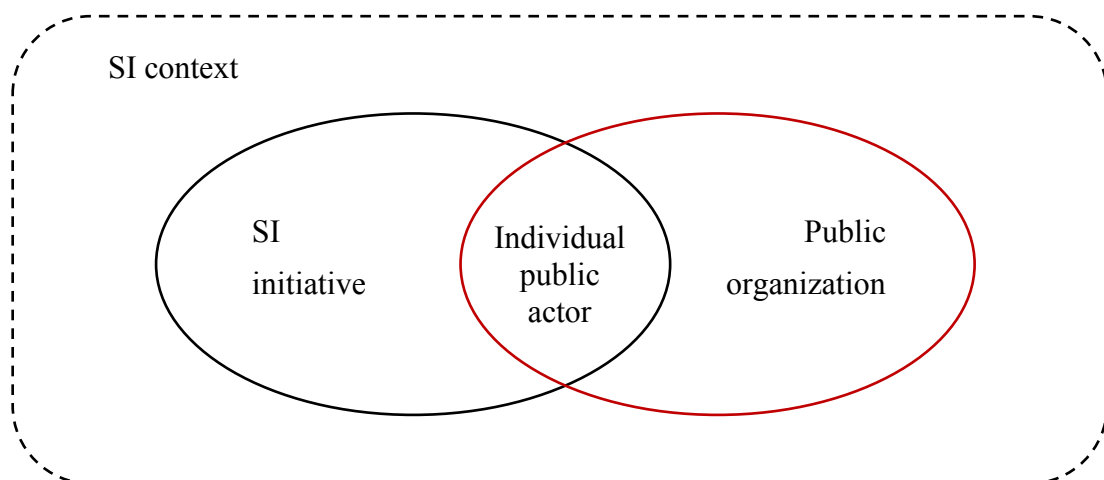 SI context
SI
initiative
Individual
public
actor
Public
organization